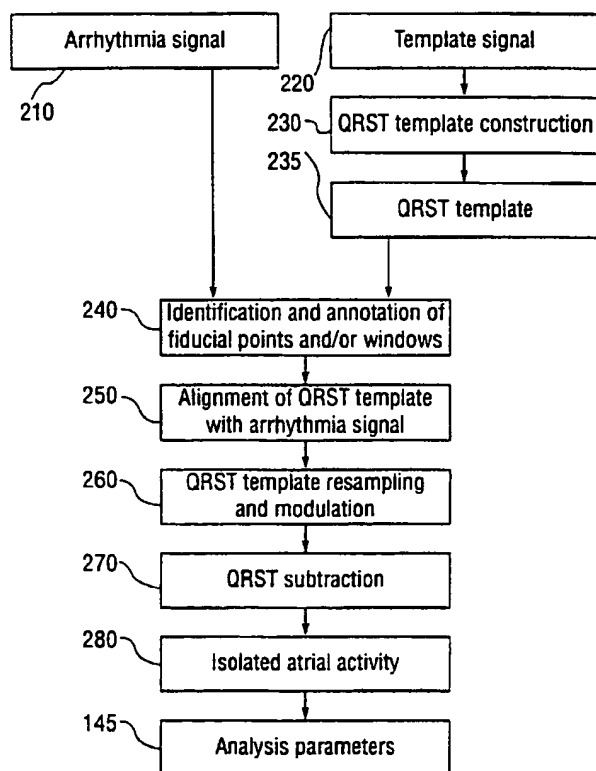 Arrhythmia signal
210
Template signal
220
230
QRST template construction
235
QRST template
240
Identification and annotation of
fiducial points and/or windows
250
Alignment of QRST template
with arrhythmia signal
260
QRST template resampling
and modulation
270
QRST subtraction
280
Isolated atrial activity
145
Analysis parameters